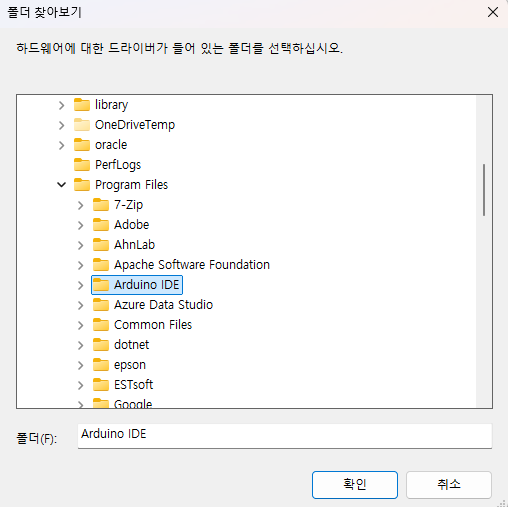 폴더 찾아보기
하드웨어에 대한 드라이버가 들어 있는 폴더를 선택하십시오.
library
OneDriveTemp
oracle
PerfLogs
Program Files
7-Zip
Adobe
AhnLab
Apache Software Foundation
Arduino IDE
Azure Data Studio
Common Files
dotnet
epson
ESTsoft
Google
폴더(F): Arduino IDE
확인 취소